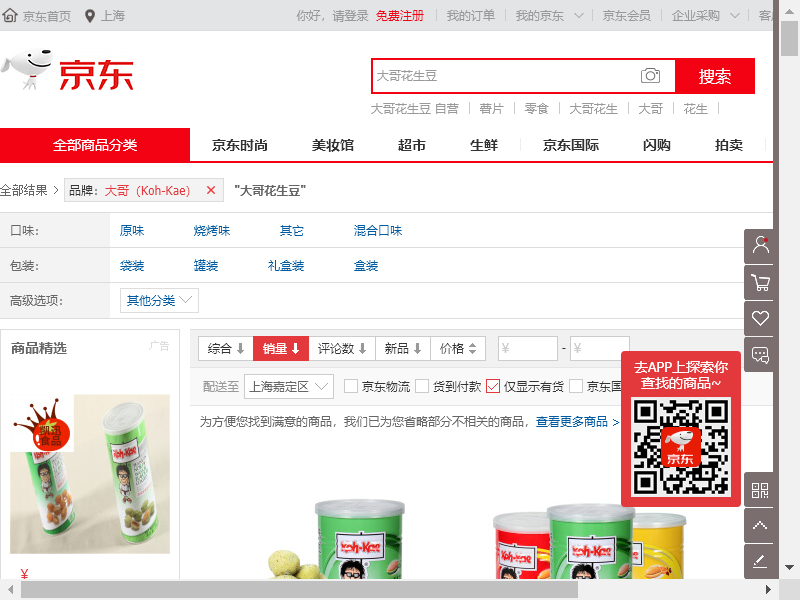 京东首页 上海 你好，请登录 免费注册 我的订单 我的京东 京东会员 企业采购
京东
大哥花生豆 搜索
大哥花生豆 自营 薯片 零食 大哥花生 大哥 花生
全部商品分类 京东时尚 美妆馆 超市 生鲜 京东国际 闪购 拍卖
全部结果 > 品牌：大哥（Koh-Kae） × "大哥花生豆"
口味： 原味 烧烤味 其它 混合口味
包装： 袋装 罐装 礼盒装 盒装
高级选项： 其他分类
商品精选 广告
综合 销量 评论数 新品 价格 ¥ - ¥
去APP上探索你
查找的商品~
京东
配送至 上海嘉定区 京东物流 货到付款 仅显示有货 京东国
为方便您找到满意的商品，我们已为您省略部分不相关的商品，查看更多商品 >
凯迅
食品
Koh-Kae
Koh-Kae
¥
Koh-Kae
Koh-Kae
Koh-Kae